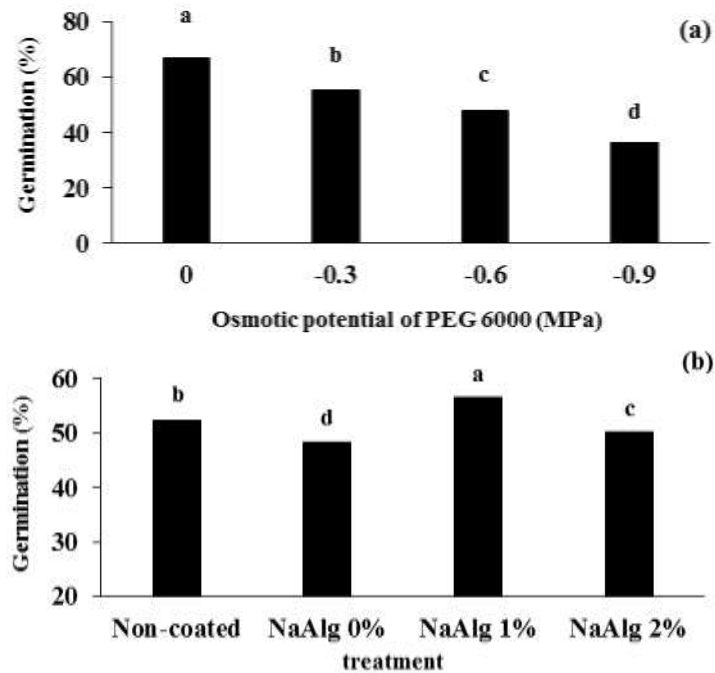 80
60
40
20
0
Germination (%)
a
b
c
d
(a)
0 -0.3 -0.6 -0.9
Osmotic potential of PEG 6000 (MPa)
60
50
40
30
20
Germination (%)
b
d
a
c
(b)
Non-coated NaAlg 0% NaAlg 1% NaAlg 2%
treatment